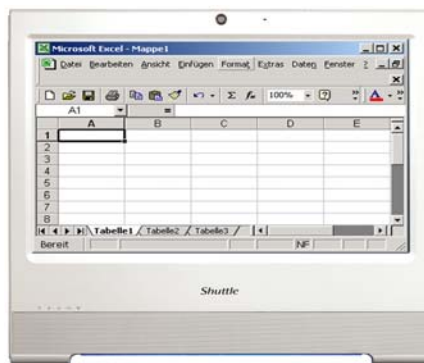 Microsoft Excel - Mappe1
Datei Bearbeiten Ansicht Einfügen Format Extras Daten Fenster ?
100%
A1 =
A B C D E
1
2
3
4
5
6
7
8
Tabelle1 Tabelle2 Tabelle3
Bereit NF
Shuttle